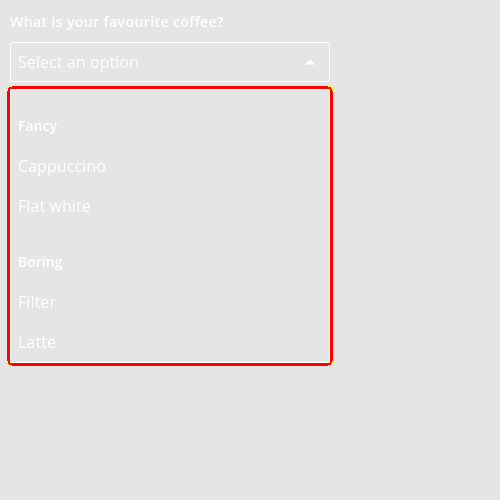 What is your favourite coffee?
Select an option
Fancy
Cappuccino
Flat white
Boring
Filter
Latte